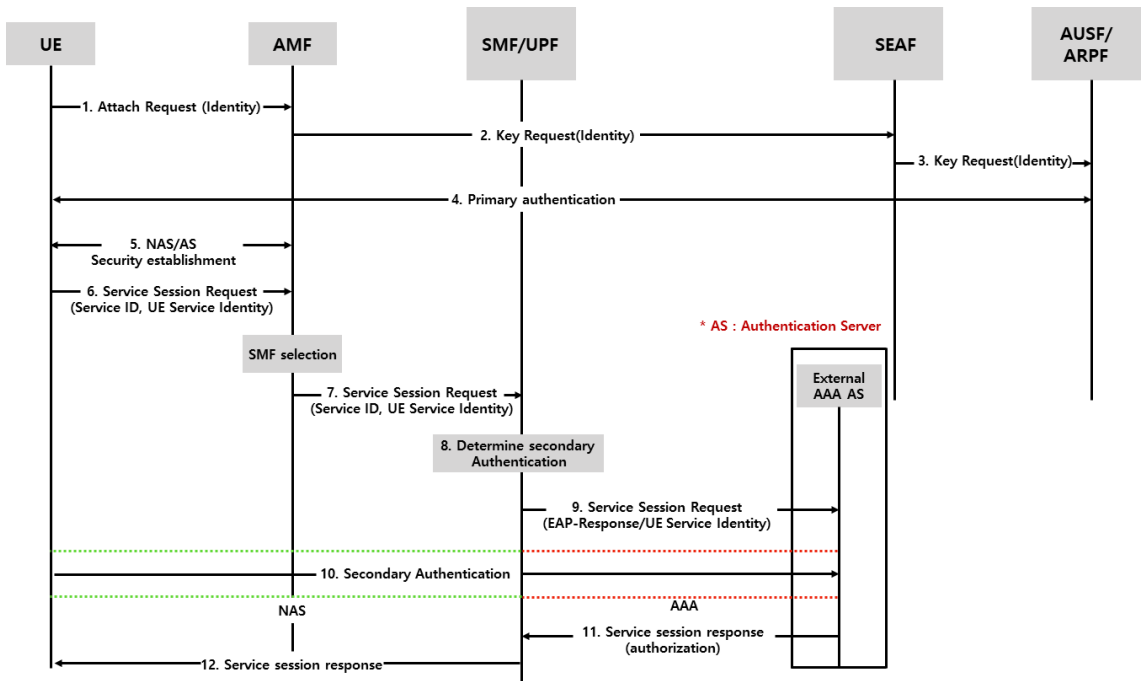 UE
AMF
SMF/UPF
SEAF
AUSF/
ARPF
1. Attach Request (Identity)
2. Key Request(Identity)
3. Key Request(Identity)
4. Primary authentication
5. NAS/AS
Security establishment
6. Service Session Request
(Service ID, UE Service Identity)
* AS : Authentication Server
SMF selection
External
AAA AS
7. Service Session Request
(Service ID, UE Service Identity)
8. Determine secondary
Authentication
9. Service Session Request
(EAP-Response/UE Service Identity)
10. Secondary Authentication
NAS
AAA
11. Service session response
(authorization)
12. Service session response